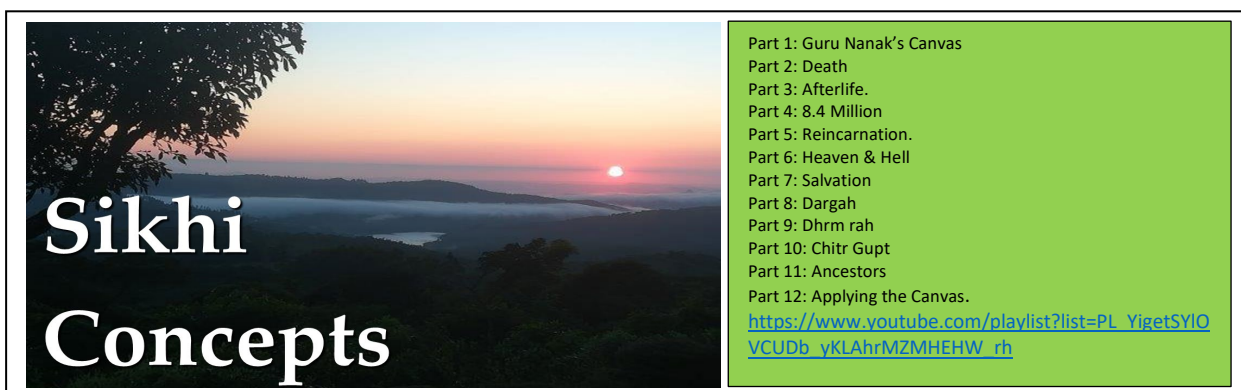 Sikhi
Concepts
Part 1: Guru Nanak’s Canvas
Part 2: Death
Part 3: Afterlife.
Part 4: 8.4 Million
Part 5: Reincarnation.
Part 6: Heaven & Hell
Part 7: Salvation
Part 8: Dargah
Part 9: Dhrm rah
Part 10: Chitr Gupt
Part 11: Ancestors
Part 12: Applying the Canvas.
https://www.youtube.com/playlist?list=PL_YigetSYlO
VCUDb_yKLAhrMZMHEHW_rh